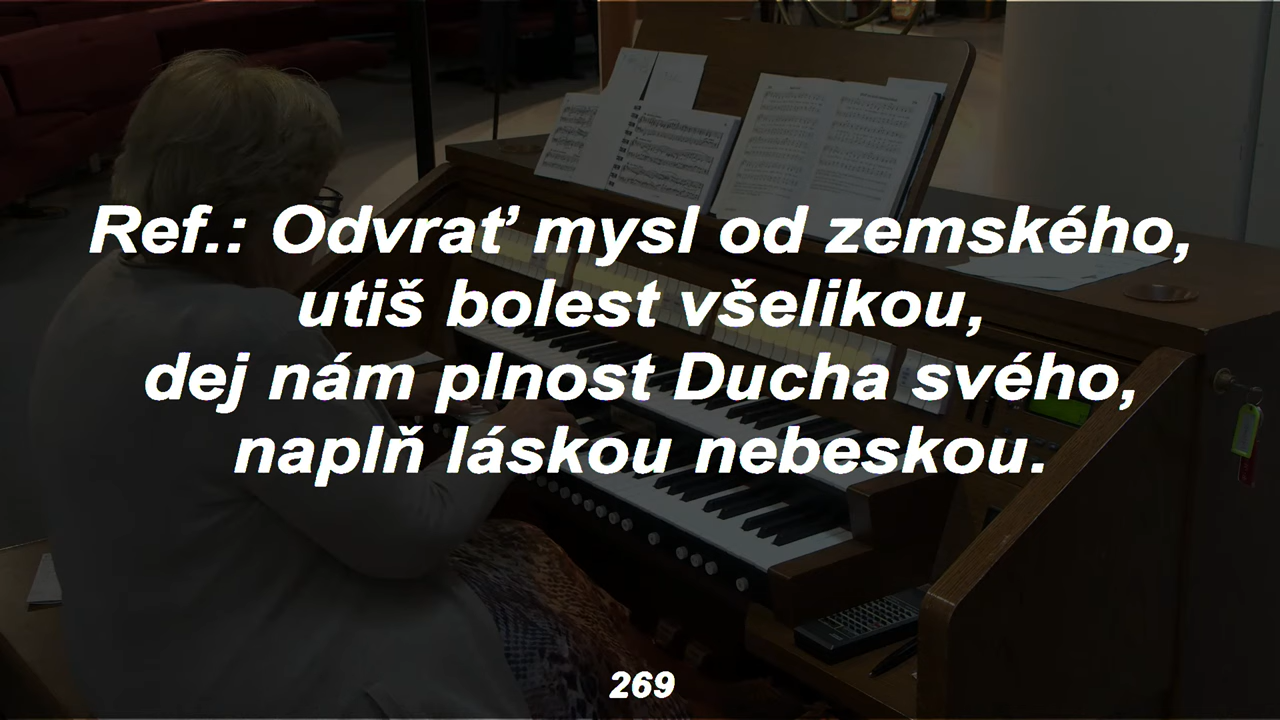 Ref.: Odvrať mysl od zemského,
utiš bolest všelikou,
dej nám plnost Ducha svého,
naplň láskou nebeskou.
269